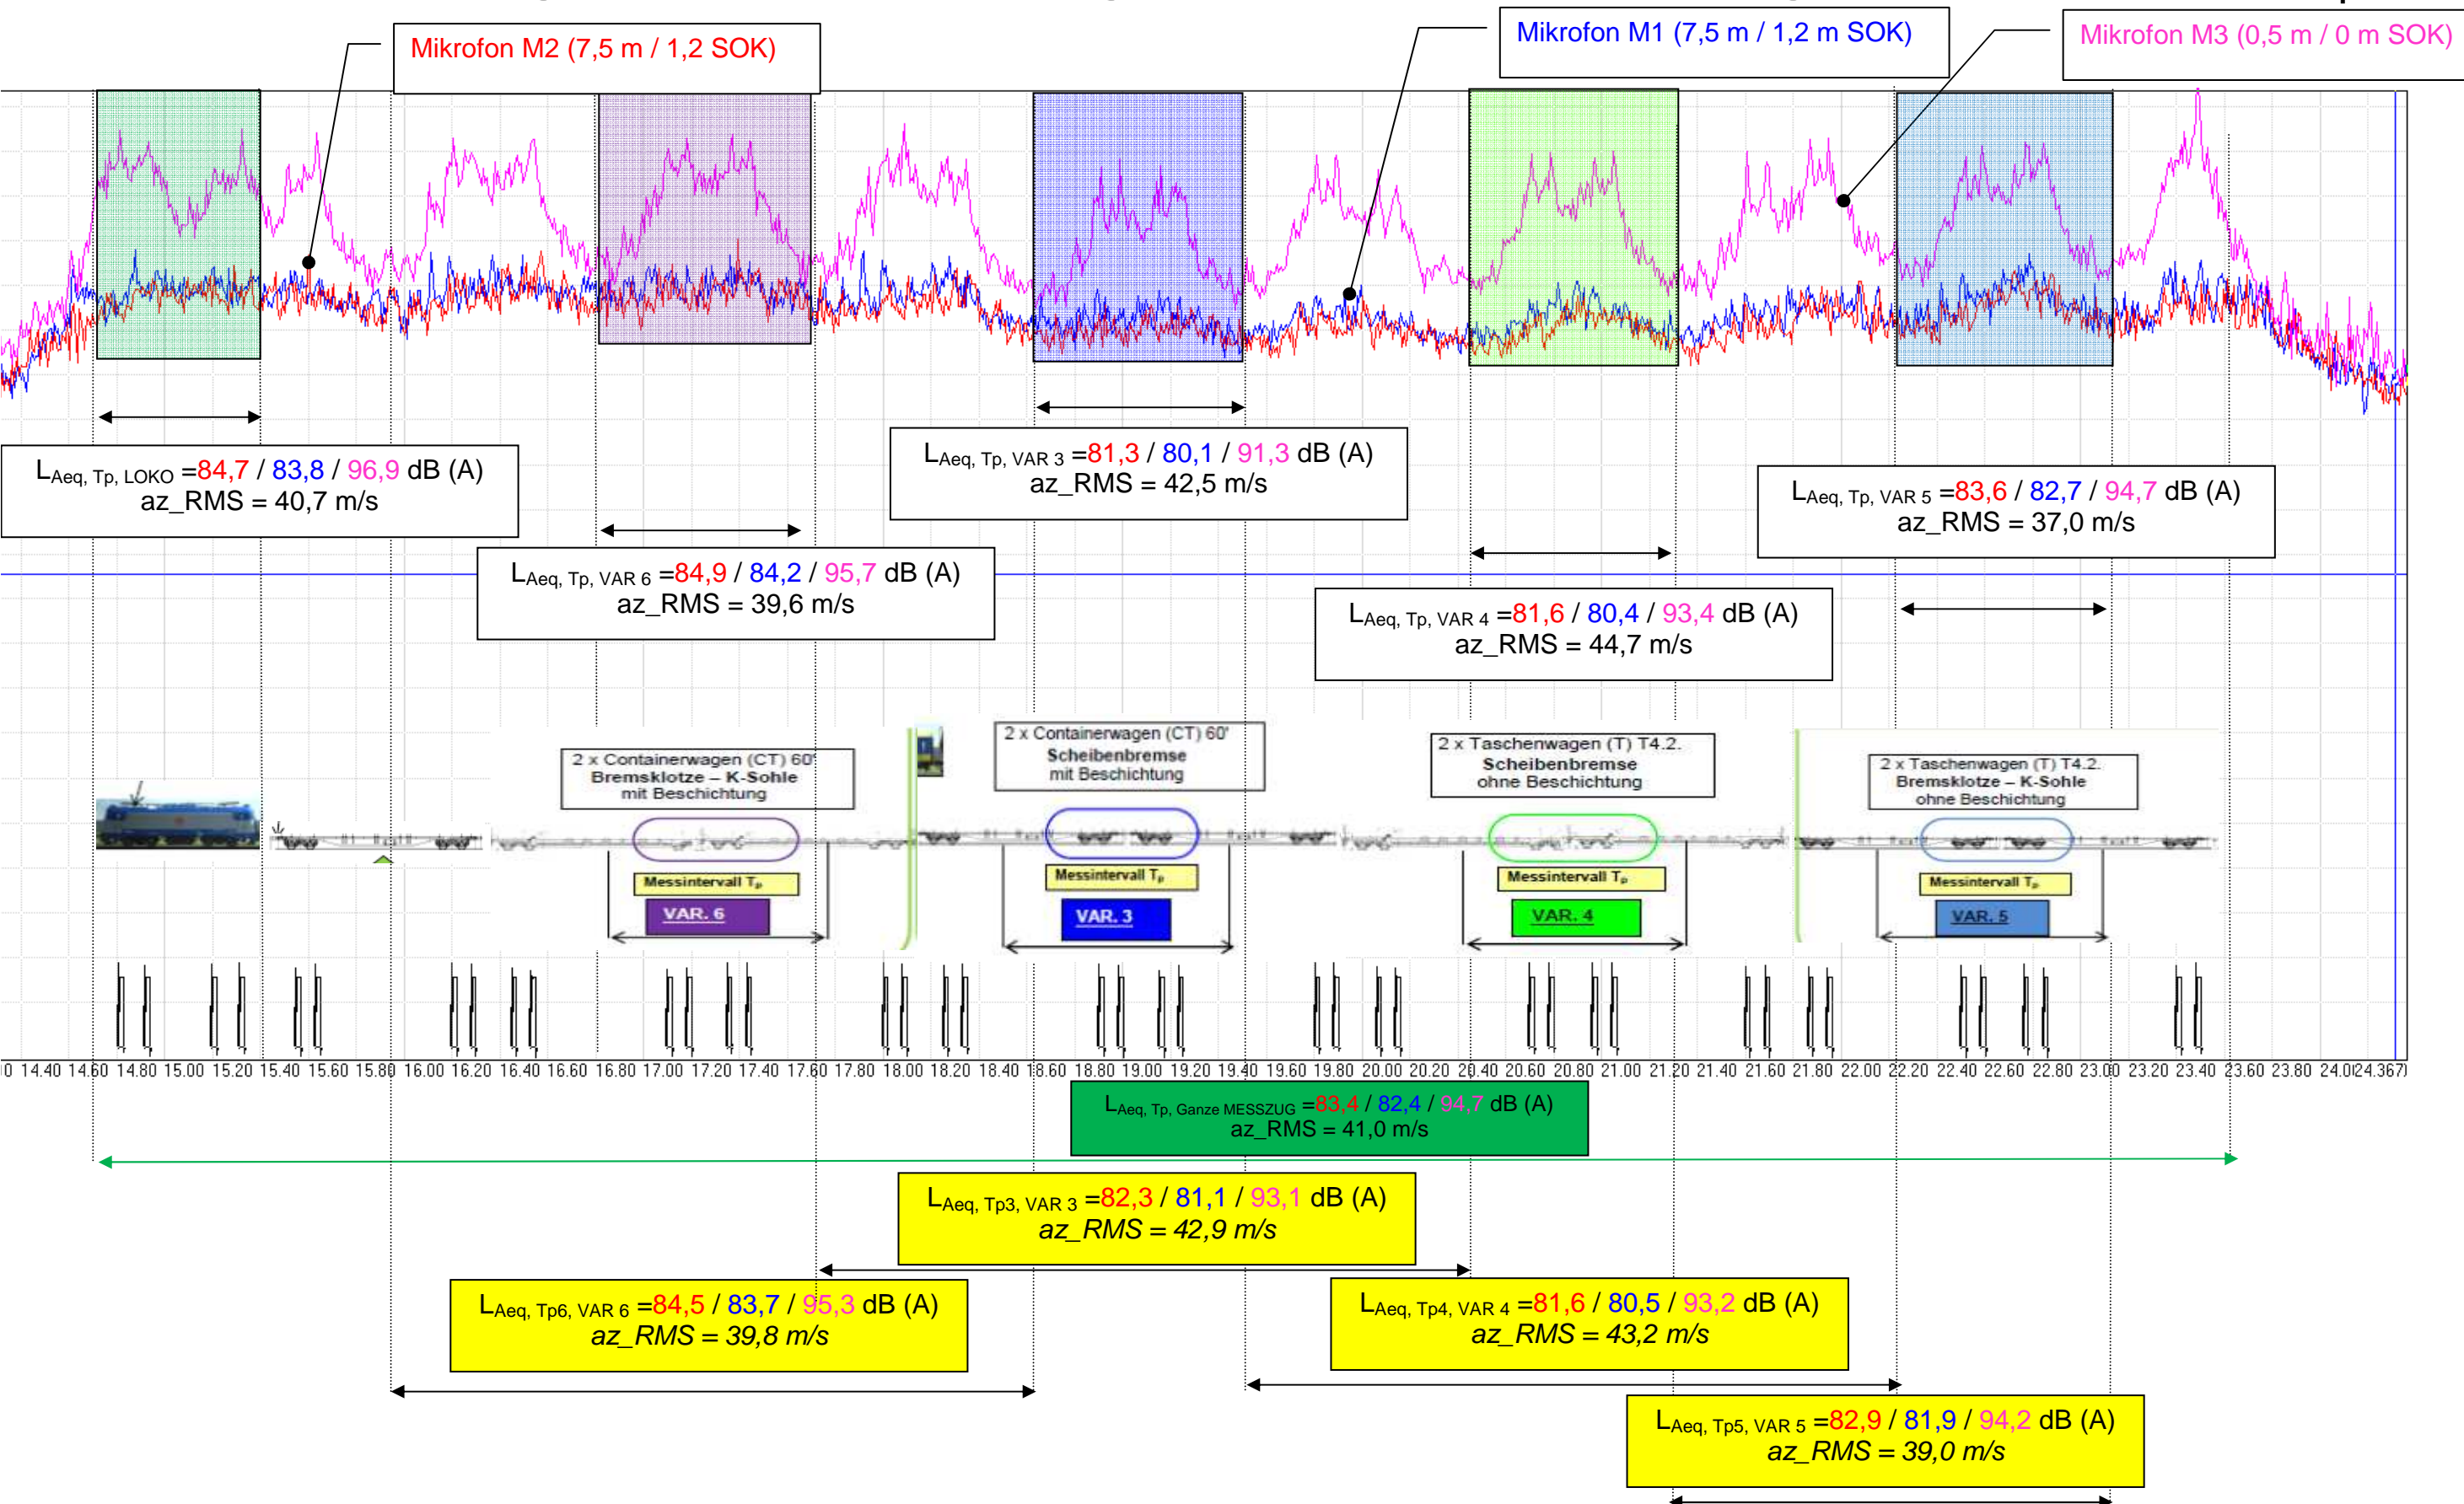 Mikrofon M2 (7,5 m / 1,2 SOK)
Mikrofon M1 (7,5 m / 1,2 m SOK)
Mikrofon M3 (0,5 m / 0 m SOK)
LAeq, Tp, LOKO =84,7 / 83,8 / 96,9 dB (A)
az_RMS = 40,7 m/s
LAeq, Tp, VAR 6 =84,9 / 84,2 / 95,7 dB (A)
az_RMS = 39,6 m/s
LAeq, Tp, VAR 3 =81,3 / 80,1 / 91,3 dB (A)
az_RMS = 42,5 m/s
LAeq, Tp, VAR 4 =81,6 / 80,4 / 93,4 dB (A)
az_RMS = 44,7 m/s
LAeq, Tp, VAR 5 =83,6 / 82,7 / 94,7 dB (A)
az_RMS = 37,0 m/s
2 x Containerwagen (CT) 60'
Bremsklotze – K-Sohle
mit Beschichtung
2 x Containerwagen (CT) 60'
Scheibenbremse
mit Beschichtung
2 x Taschenwagen (T) T4.2.
Scheibenbremse
ohne Beschichtung
2 x Taschenwagen (T) T4.2.
Bremsklotze – K-Sohle
ohne Beschichtung
Messintervall Tp
VAR. 6
Messintervall Tp
VAR. 3
Messintervall Tp
VAR. 4
Messintervall Tp
VAR. 5
14.40 14.60 14.80 15.00 15.20 15.40 15.60 15.80 16.00 16.20 16.40 16.60 16.80 17.00 17.20 17.40 17.60 17.80 18.00 18.20 18.40 18.60 18.80 19.00 19.20 19.40 19.60 19.80 20.00 20.20 20.40 20.60 20.80 21.00 21.20 21.40 21.60 21.80 22.00 22.20 22.40 22.60 22.80 23.00 23.20 23.40 23.60 23.80 24.0 24.367
LAeq, Tp, Ganze MESSZUG =83,4 / 82,4 / 94,7 dB (A)
az_RMS = 41,0 m/s
LAeq, Tp3, VAR 3 =82,3 / 81,1 / 93,1 dB (A)
az_RMS = 42,9 m/s
LAeq, Tp6, VAR 6 =84,5 / 83,7 / 95,3 dB (A)
az_RMS = 39,8 m/s
LAeq, Tp4, VAR 4 =81,6 / 80,5 / 93,2 dB (A)
az_RMS = 43,2 m/s
LAeq, Tp5, VAR 5 =82,9 / 81,9 / 94,2 dB (A)
az_RMS = 39,0 m/s